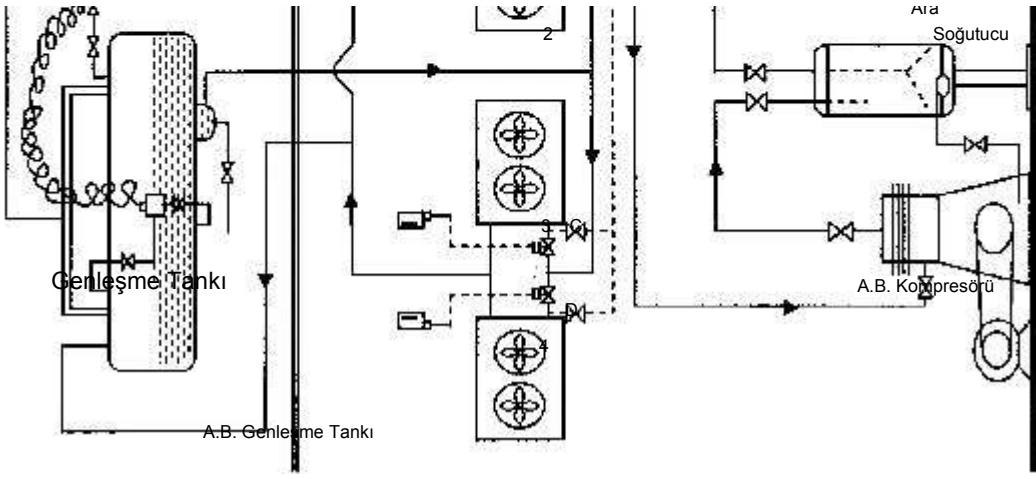 Ara
Soğutucu
2
3 C
Genleşme Tankı
A.B. Kompresörü
D
4
A.B. Genleşme Tankı